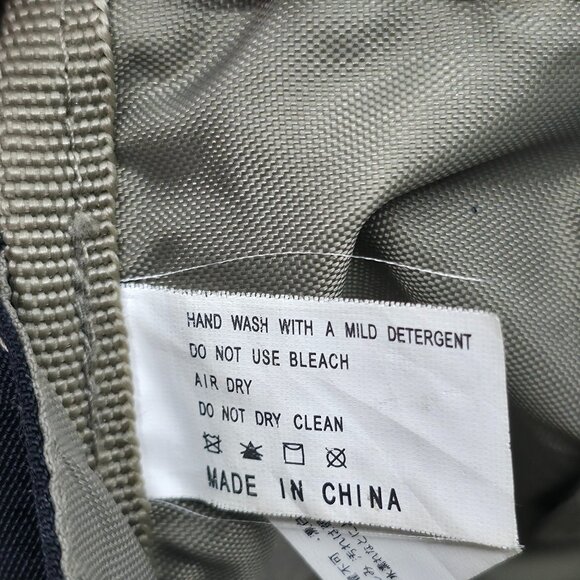 HAND WASH WITH A MILD DETERGENT
DO NOT USE BLEACH
AIR DRY
DO NOT DRY CLEAN
MADE IN CHINA